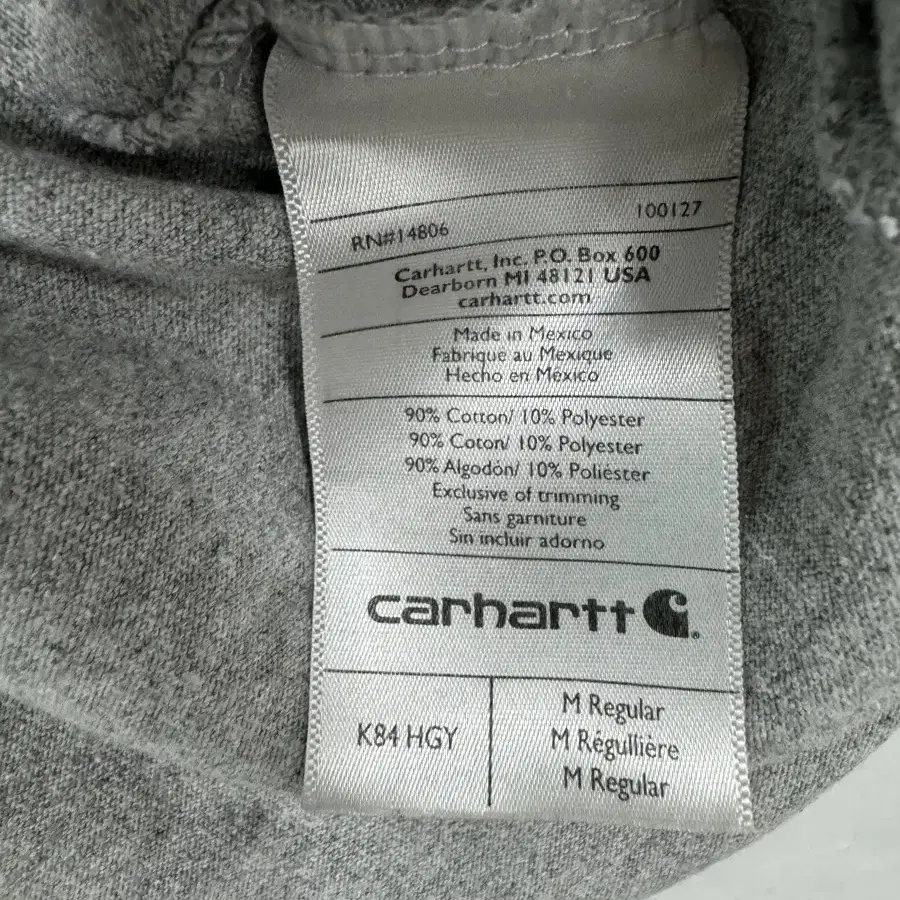 RN#14806 100127
Carhartt, Inc. P.O. Box 600
Dearborn MI 48121 USA
carhartt.com
Made in Mexico
Fabrique au Mexique
Hecho en México
90% Cotton/ 10% Polyester
90% Coton/ 10% Polyester
90% Algodón/ 10% Poliéster
Exclusive of trimming
Sans garniture
Sin incluir adorno
carhartt
K84 HGY
M Regular
M Régullière
M Regular